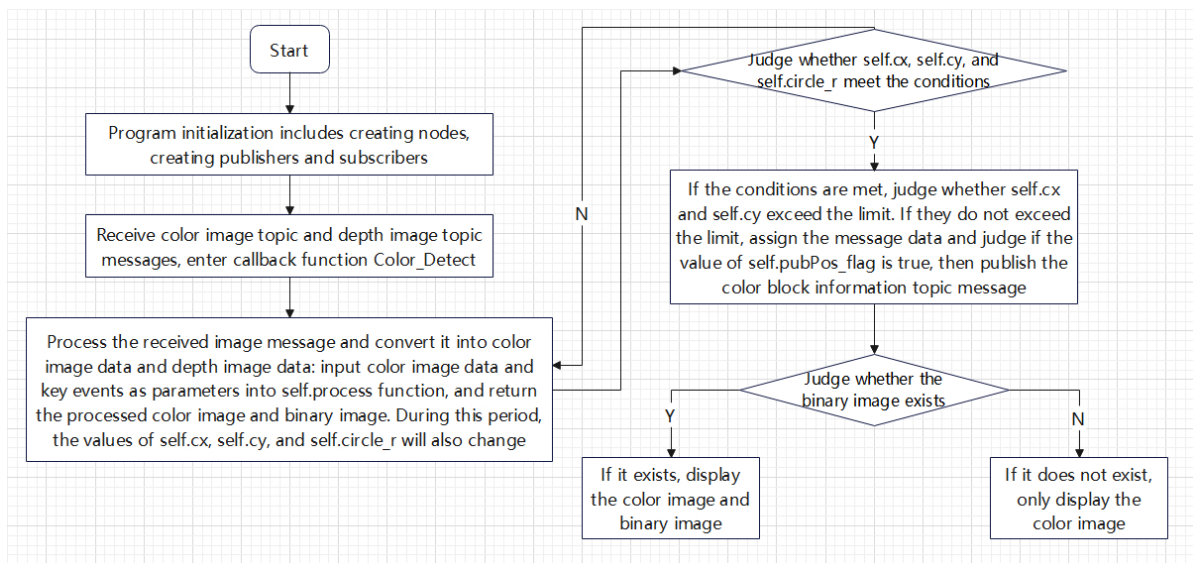 Start
Program initialization includes creating nodes,
creating publishers and subscribers
Receive color image topic and depth image topic
messages, enter callback function Color_Detect
Process the received image message and convert it into color
image data and depth image data: input color image data and
key events as parameters into self.process function, and return
the processed color image and binary image. During this period,
the values of self.cx, self.cy, and self.circle_r will also change
N
Judge whether self.cx, self.cy, and
self.circle_r meet the conditions
Y
If the conditions are met, judge whether self.cx
and self.cy exceed the limit. If they do not exceed
the limit, assign the message data and judge if the
value of self.pubPos_flag is true, then publish the
color block information topic message
Judge whether the
binary image exists
Y
N
If it exists, display
the color image and
binary image
If it does not exist,
only display the
color image